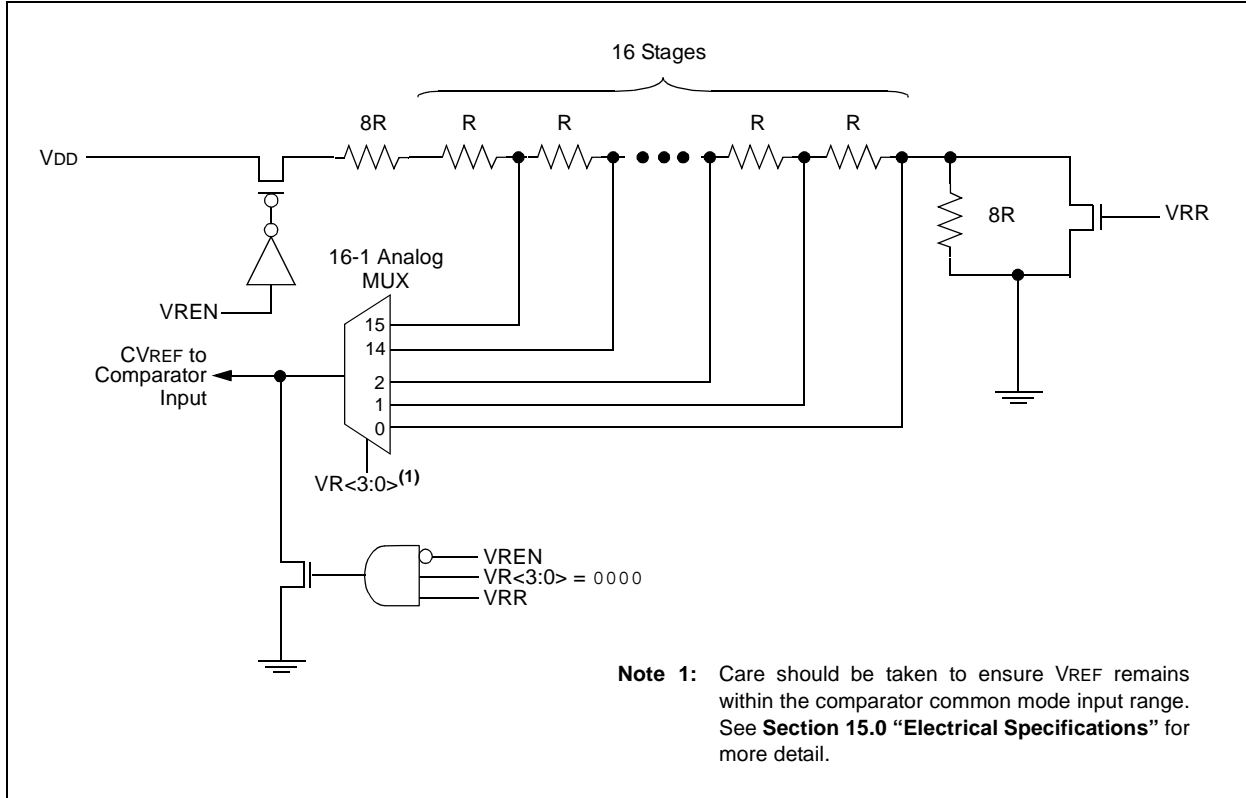 16 Stages
8R R R R R
VDD
8R
VRR
16-1 Analog
MUX
VREN
15
14
2
1
0
CVREF to
Comparator
Input
VR<3:0>(1)
VREN
VR<3:0> = 0000
VRR
Note 1: Care should be taken to ensure VREF remains
within the comparator common mode input range.
See Section 15.0 “Electrical Specifications” for
more detail.